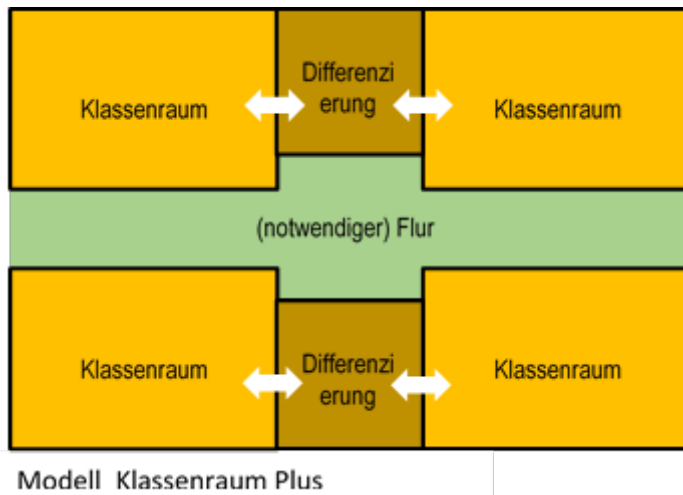 Differenzi
erung
Klassenraum
Klassenraum
(notwendiger) Flur
Klassenraum
Differenzi
erung
Klassenraum
Modell Klassenraum Plus